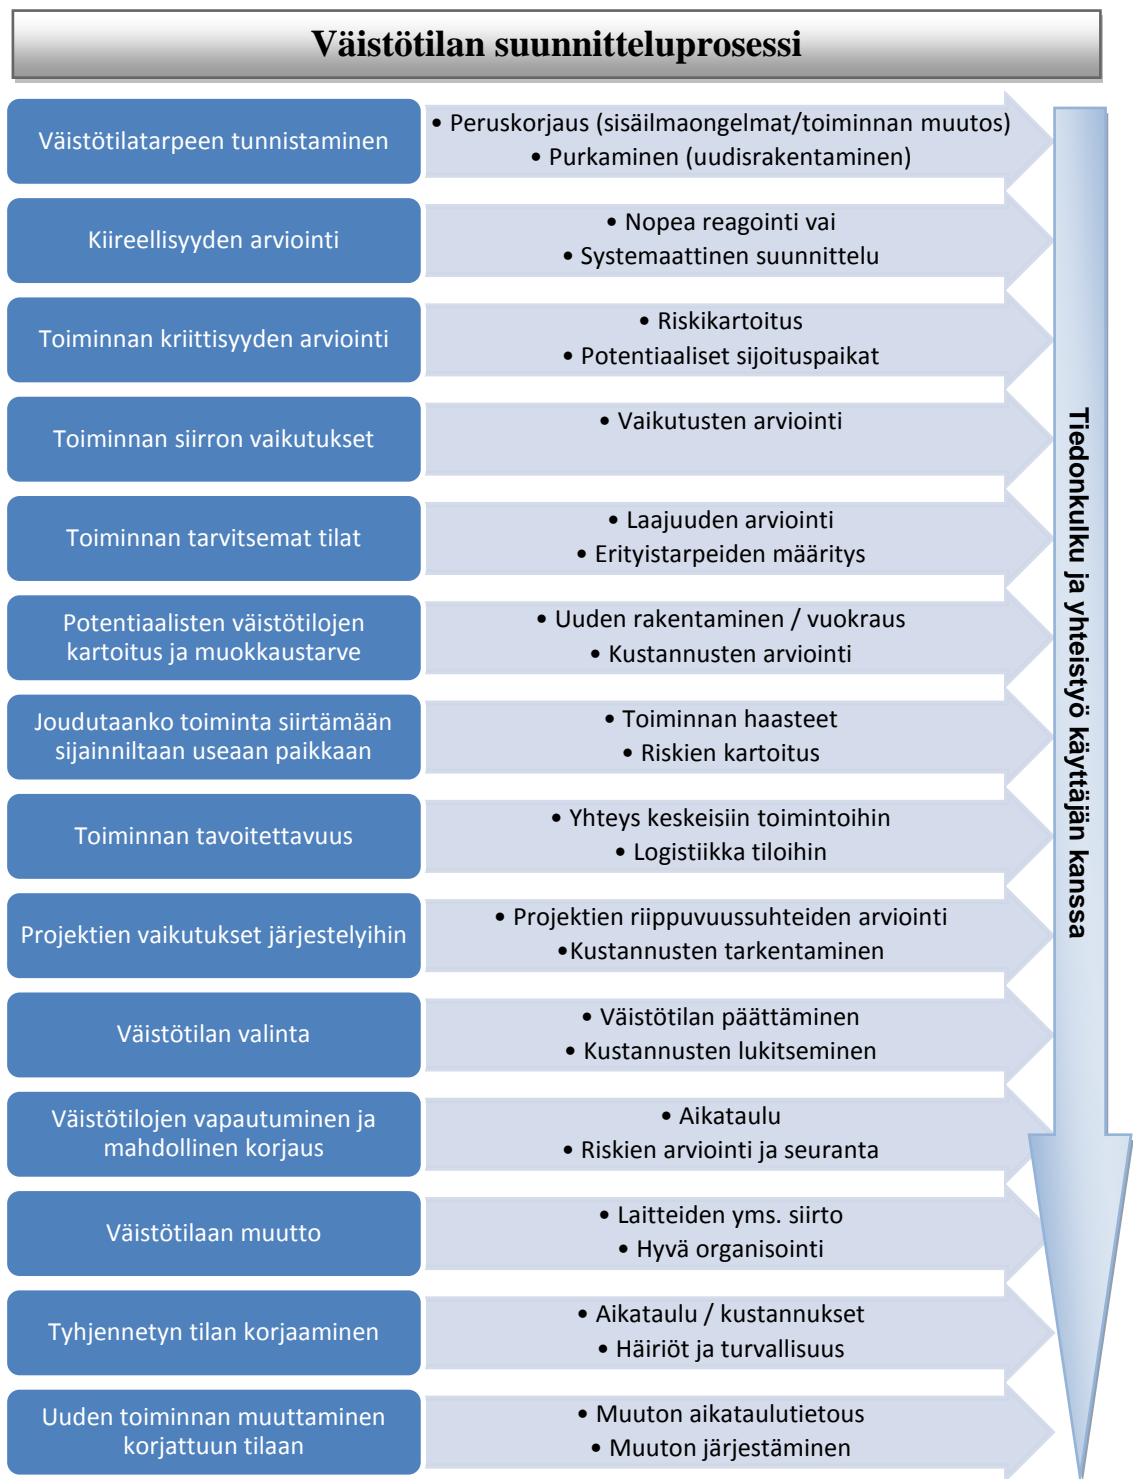 Väistötilan suunnitteluprosessi
Väistötilatarpeen tunnistaminen
• Peruskorjaus (sisäilmaongelmat/toiminnan muutos)
• Purkaminen (uudisrakentaminen)
Kiireellisyyden arviointi
• Nopea reagointi vai
• Systemaattinen suunnittelu
Toiminnan kriittisyyden arviointi
• Riskikartoitus
• Potentiaaliset sijoituspaikat
Toiminnan siirron vaikutukset
• Vaikutusten arviointi
Toiminnan tarvitsemat tilat
• Laajuuden arviointi
• Erityistarpeiden määritys
Potentiaalisten väistötilojen
kartoitus ja muokkaustarve
• Uuden rakentaminen / vuokraus
• Kustannusten arviointi
Joudutaanko toiminta siirtämään
sijainniltaan useaan paikkaan
• Toiminnan haasteet
• Riskien kartoitus
Toiminnan tavoitettavuus
• Yhteys keskeisiin toimintoihin
• Logistiikka tiloihin
Projektien vaikutukset järjestelyihin
• Projektien riippuvuussuhteiden arviointi
•Kustannusten tarkentaminen
Väistötilan valinta
• Väistötilan päättäminen
• Kustannusten lukitseminen
Väistötilojen vapautuminen ja
mahdollinen korjaus
• Aikataulu
• Riskien arviointi ja seuranta
Väistötilaan muutto
• Laitteiden yms. siirto
• Hyvä organisointi
Tyhjennetyn tilan korjaaminen
• Aikataulu / kustannukset
• Häiriöt ja turvallisuus
Uuden toiminnan muuttaminen
korjattuun tilaan
• Muuton aikataulutietous
• Muuton järjestäminen
Tiedonkulku ja yhteistyö käyttäjän kanssa